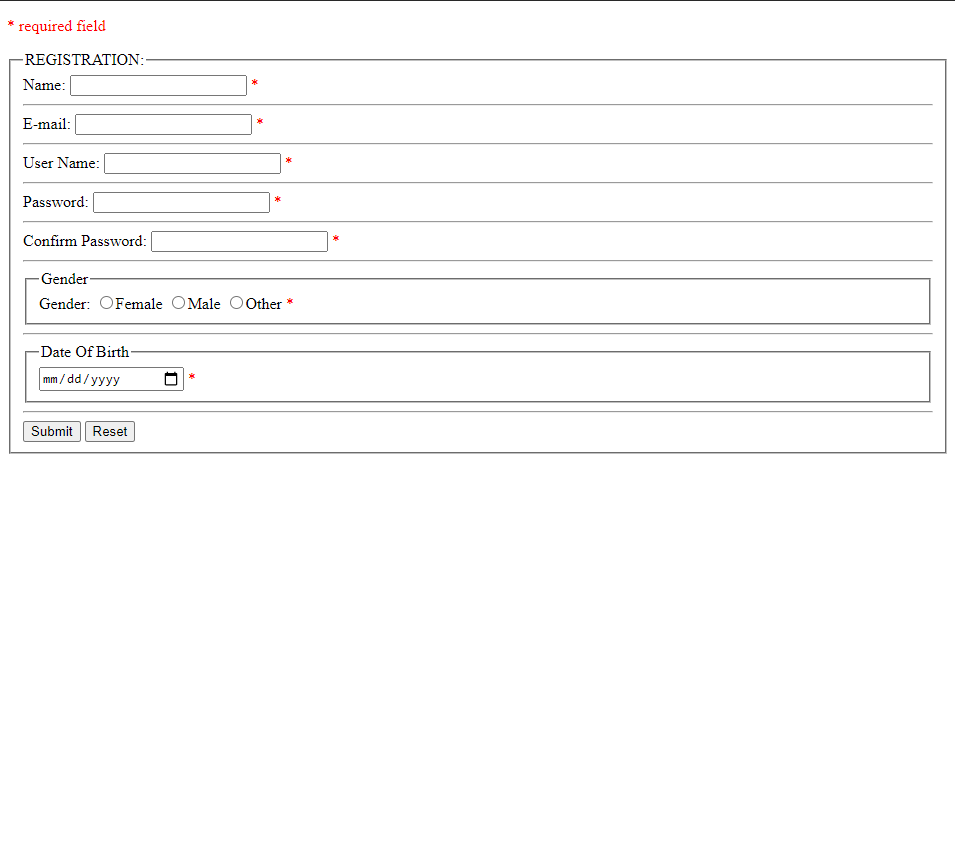 * required field
REGISTRATION:
Name: *
E-mail: *
User Name: *
Password: *
Confirm Password: *
Gender
Gender: Female Male Other *
Date Of Birth
mm/dd/yyyy *
Submit Reset